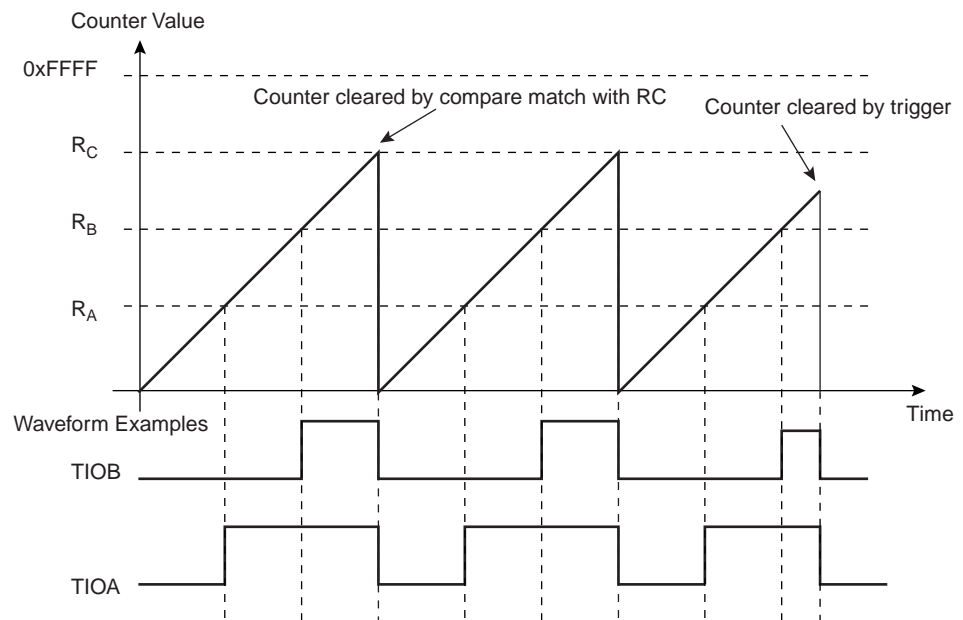 Counter Value
0xFFFF
Counter cleared by compare match with RC
Counter cleared by trigger
RC
RB
RA
Time
Waveform Examples
TIOB
TIOA